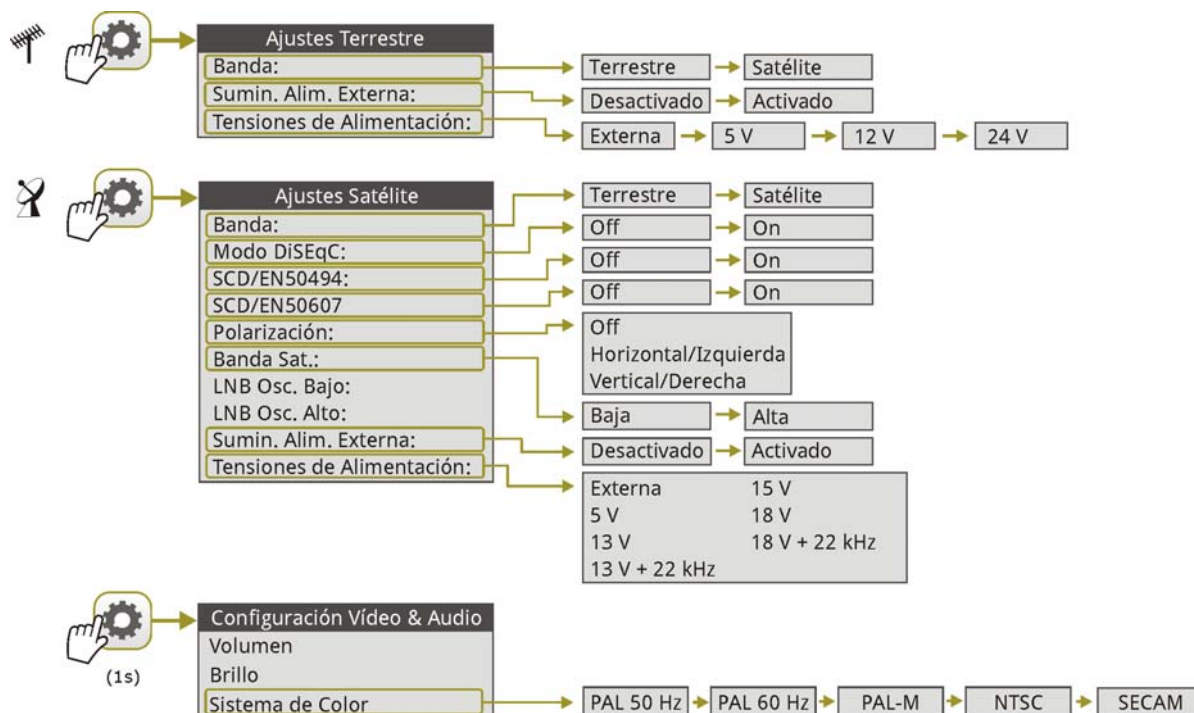 Ajustes Terrestre
Banda:
Terrestre
Satélite
Sumin. Alim. Externa:
Desactivado
Activado
Tensiones de Alimentación:
Externa
5 V
12 V
24 V
Ajustes Satélite
Banda:
Terrestre
Satélite
Modo DiSEqC:
Off
On
SCD/EN50494:
Off
On
SCD/EN50607
Off
On
Polarización:
Off
Horizontal/Izquierda
Vertical/Derecha
Banda Sat.:
Baja
Alta
LNB Osc. Bajo:
LNB Osc. Alto:
Sumin. Alim. Externa:
Desactivado
Activado
Tensiones de Alimentación:
Externa
15 V
5 V
18 V
13 V
18 V + 22 kHz
13 V + 22 kHz
(1s)
Configuración Vídeo & Audio
Volumen
Brillo
Sistema de Color
PAL 50 Hz
PAL 60 Hz
PAL-M
NTSC
SECAM